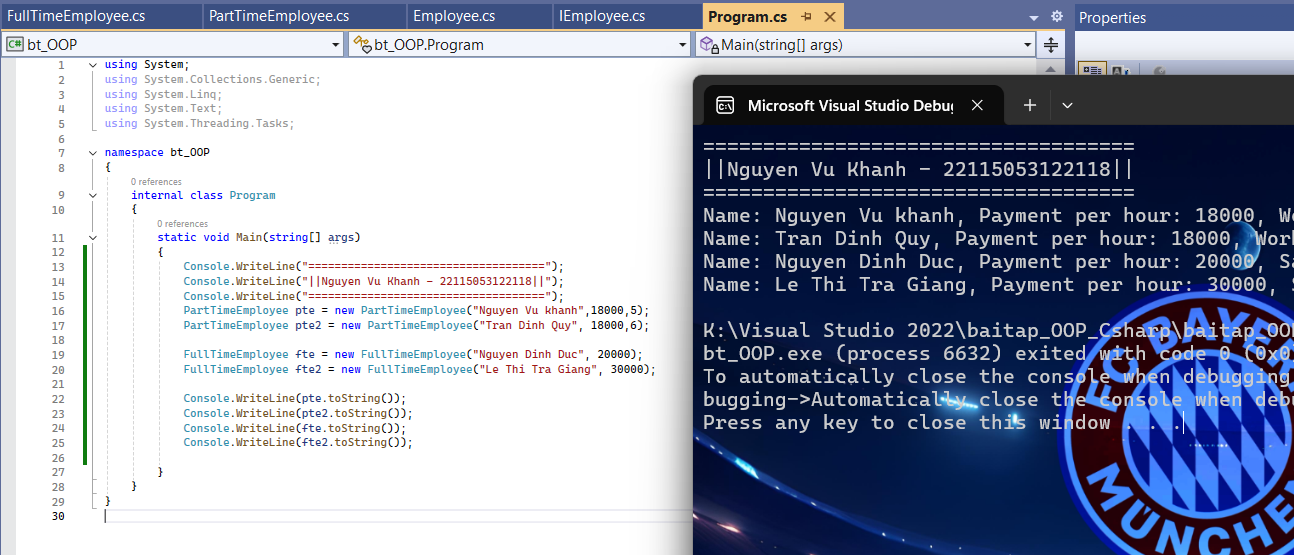 FullTimeEmployee.cs PartTimeEmployee.cs Employee.cs IEmployee.cs Program.cs
Properties
bt_OOP bt_OOP.Program Main(string[] args)
1 using System;
2 using System.Collections.Generic;
3 using System.Linq;
4 using System.Text;
5 using System.Threading.Tasks;
6
7 namespace bt_OOP
8 {
0 references
9 internal class Program
10 {
0 references
11 static void Main(string[] args)
12 {
13 Console.WriteLine("====================================");
14 Console.WriteLine("||Nguyen Vu Khanh - 22115053122118||");
15 Console.WriteLine("====================================");
16 PartTimeEmployee pte = new PartTimeEmployee("Nguyen Vu khanh",18000,5);
17 PartTimeEmployee pte2 = new PartTimeEmployee("Tran Dinh Quy", 18000,6);
18
19 FullTimeEmployee fte = new FullTimeEmployee("Nguyen Dinh Duc", 20000);
20 FullTimeEmployee fte2 = new FullTimeEmployee("Le Thi Tra Giang", 30000);
21
22 Console.WriteLine(pte.toString());
23 Console.WriteLine(pte2.toString());
24 Console.WriteLine(fte.toString());
25 Console.WriteLine(fte2.toString());
26
27 }
28 }
29 }
30
Microsoft Visual Studio Debug
====================================
||Nguyen Vu Khanh - 22115053122118||
====================================
Name: Nguyen Vu khanh, Payment per hour: 18000, Wo
Name: Tran Dinh Quy, Payment per hour: 18000, Work
Name: Nguyen Dinh Duc, Payment per hour: 20000, Sa
Name: Le Thi Tra Giang, Payment per hour: 30000, S
K:\Visual Studio 2022\baitap_OOP_Csharp\baitap_OOP
bt_OOP.exe (process 6632) exited with code 0 (0x0
To automatically close the console when debugging
bugging->Automatically close the console when debu
Press any key to close this window . . .
FC BAYER
MÜNCHEN